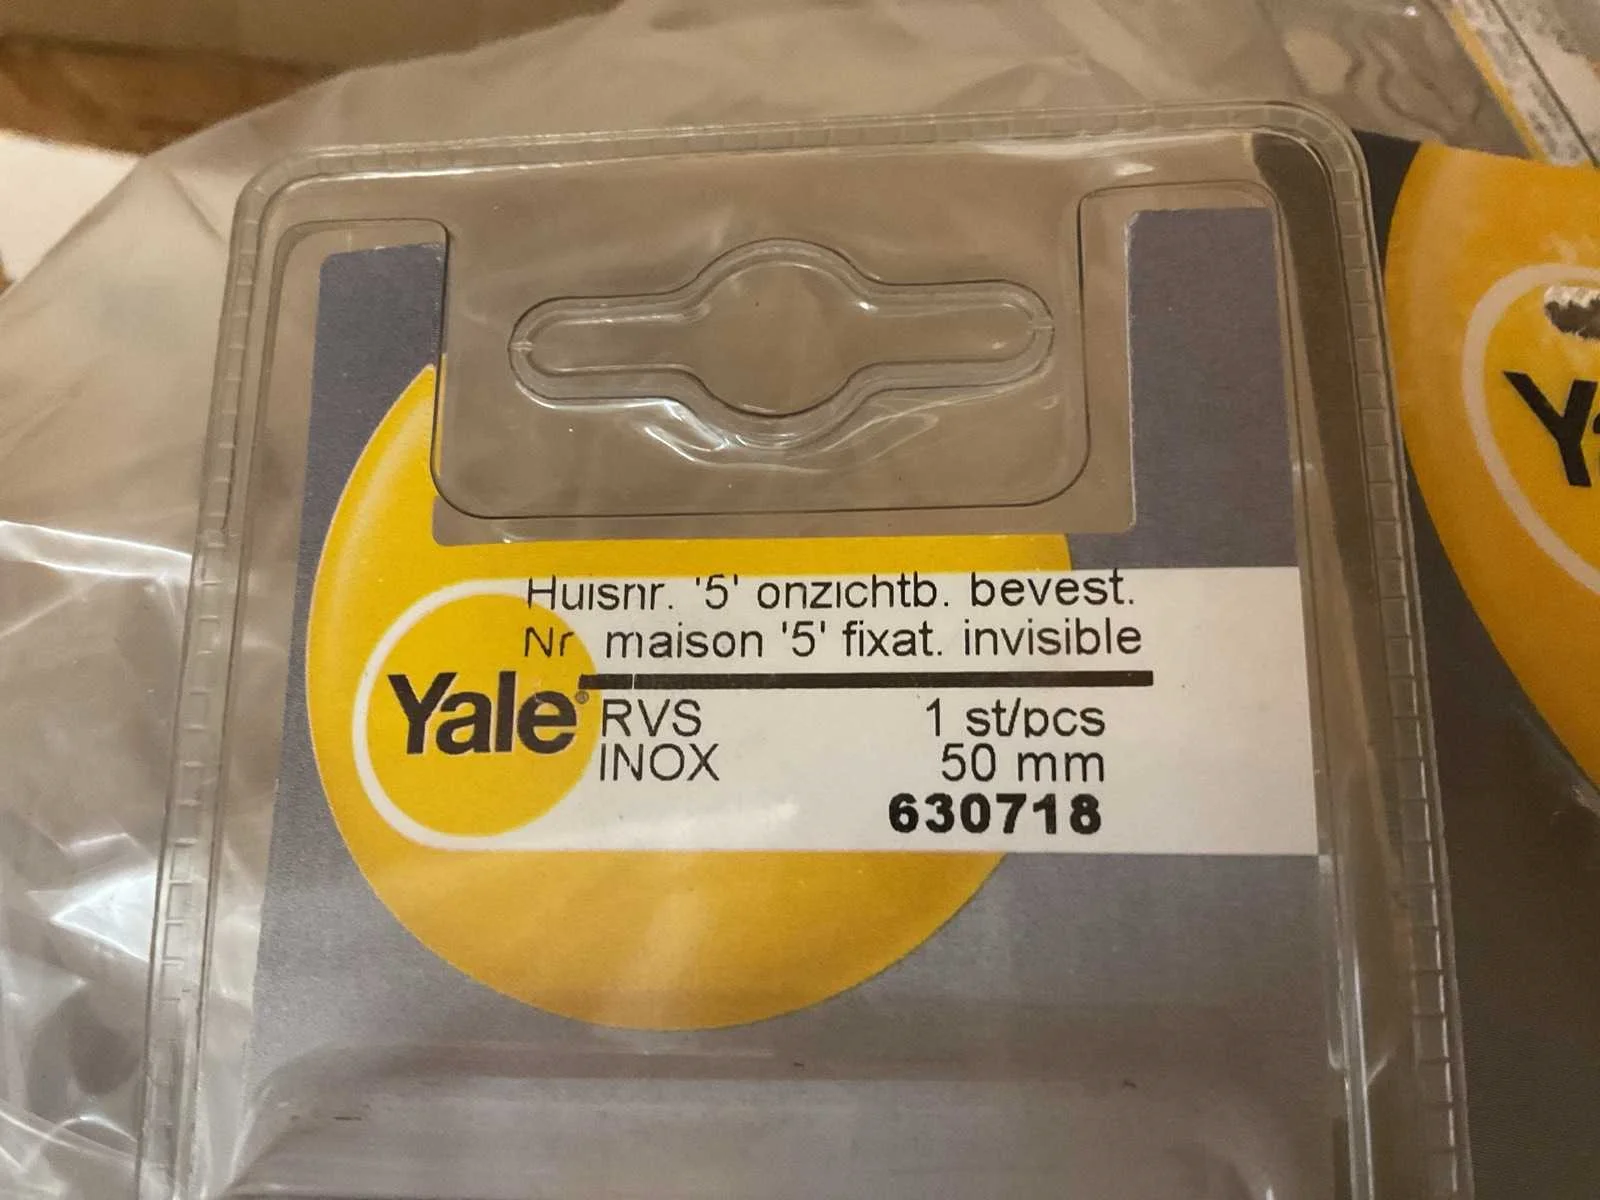 Huisnr. '5' onzichtb. bevest.
Nr maison '5' fixat. invisible
Yale®
RVS 1 st/pcs
INOX 50 mm
630718